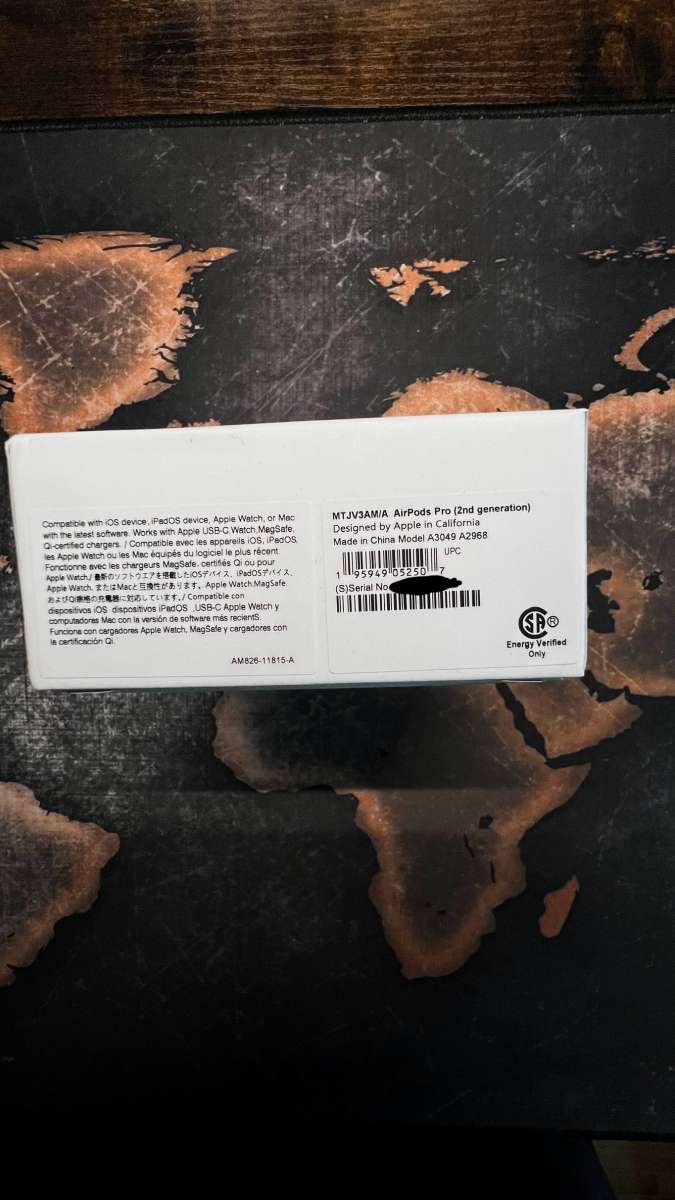 Compatible with iOS device, iPadOS device, Apple Watch, or Mac
with the latest software. Works with Apple USB-C Watch,MagSafe,
Qi-certified chargers. / Compatible avec les appareils iOS, iPadOS,
les Apple Watch ou les Mac équipés du logiciel le plus récent.
Fonctionne avec les chargeurs MagSafe. certifiés Qi ou pour
Apple Watch / 最新のソフトウエアを搭載したiOSデバイス、iPadOSデバイス、
Apple Watch, またはMacと互換性があります。Apple Watch,MagSafe.
およびQi規格の充電器に対応しています。/ Compatible con
dispositivos iOS dispositivos iPadOS ,USB-C Apple Watch y
computadoras Mac con la versión de software más recientS.
Funciona con cargadores Apple Watch, MagSafe y cargadores con
la certificación Qi.
AM826-11815-A
MTJV3AM/A AirPods Pro (2nd generation)
Designed by Apple in California
Made in China Model A3049 A2968
UPC
1 95949 05250 7
(S)Serial No
SA®
Energy Verified
Only